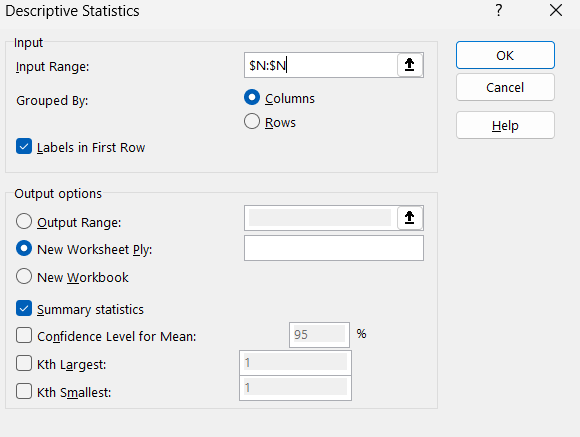 Descriptive Statistics ? ×
Input
Input Range: $N:$N
OK
Cancel
Help
Grouped By: Columns
Rows
Labels in First Row
Output options
Output Range:
New Worksheet Ply:
New Workbook
Summary statistics
Confidence Level for Mean: 95 %
Kth Largest: 1
Kth Smallest: 1